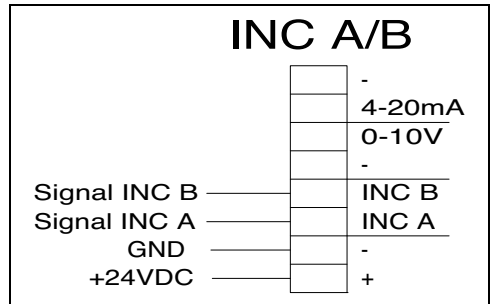 INC A/B
-
4-20mA
0-10V
-
Signal INC B INC B
Signal INC A INC A
GND -
+24VDC +